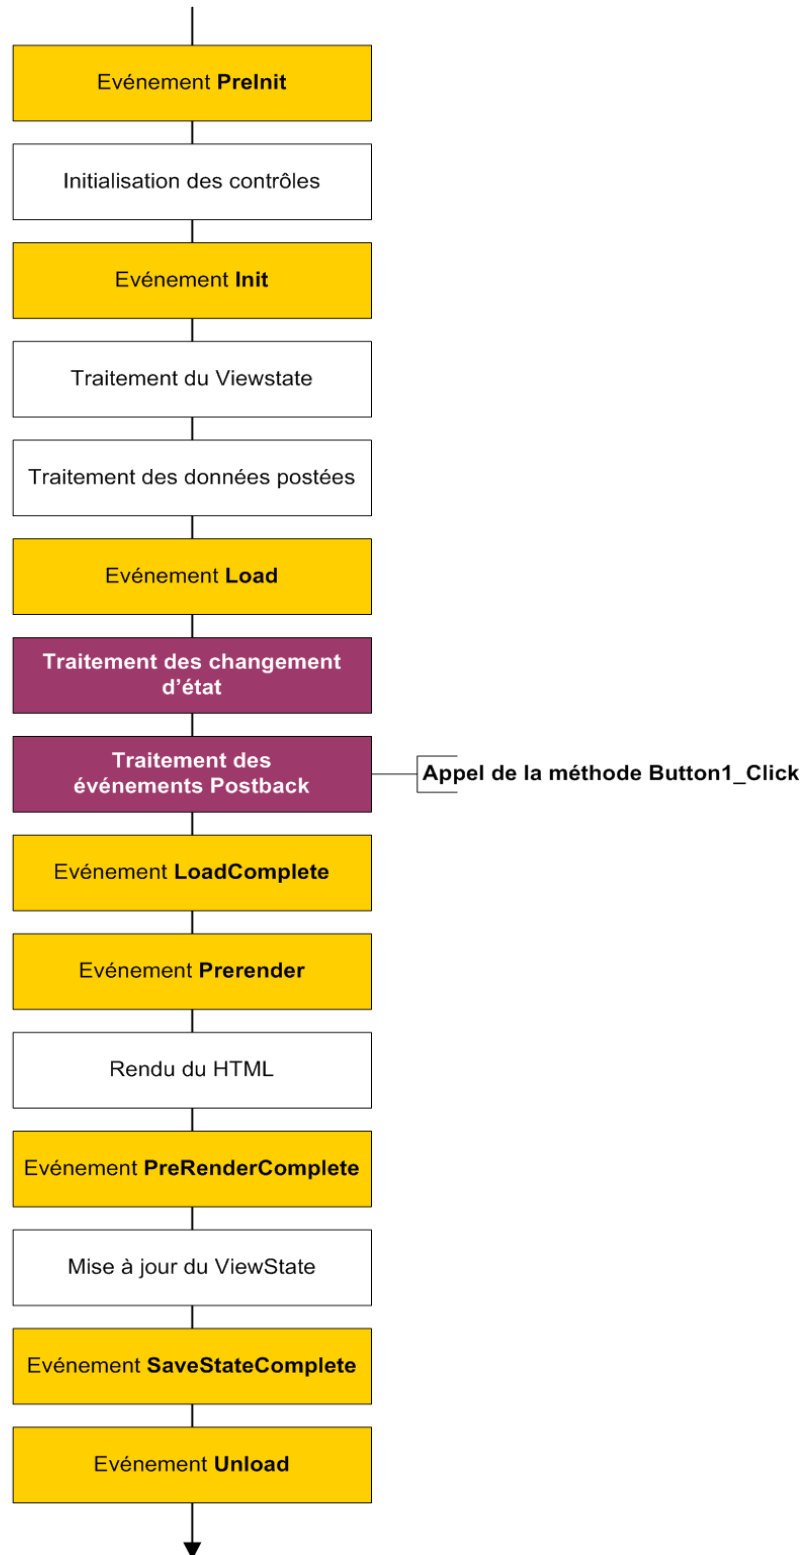 Evénement PreInit
Initialisation des contrôles
Evénement Init
Traitement du Viewstate
Traitement des données postées
Evénement Load
Traitement des changement
d’état
Traitement des
événements Postback
Appel de la méthode Button1_Click
Evénement LoadComplete
Evénement Prerender
Rendu du HTML
Evénement PreRenderComplete
Mise à jour du ViewState
Evénement SaveStateComplete
Evénement Unload